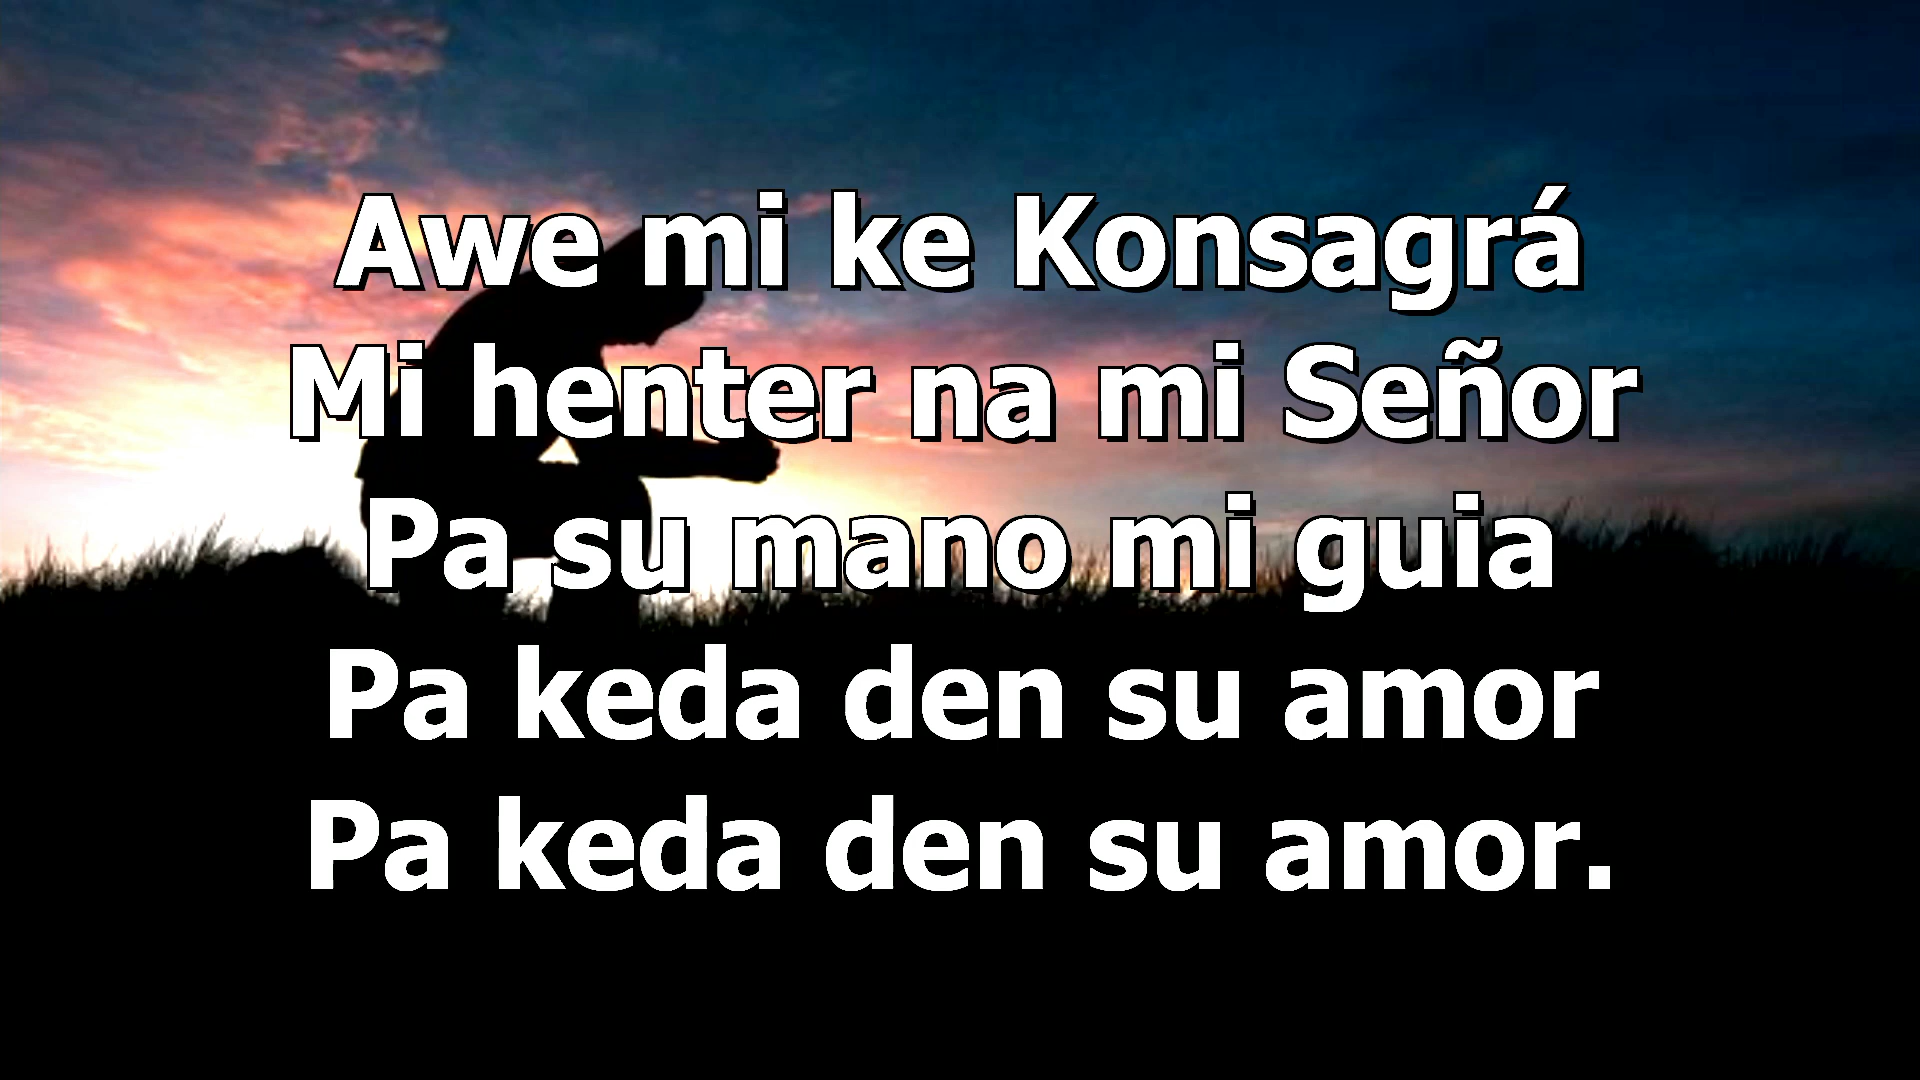 Awe mi ke Konsagrá
Mi henter na mi Señor
Pa su mano mi guia
Pa keda den su amor
Pa keda den su amor.